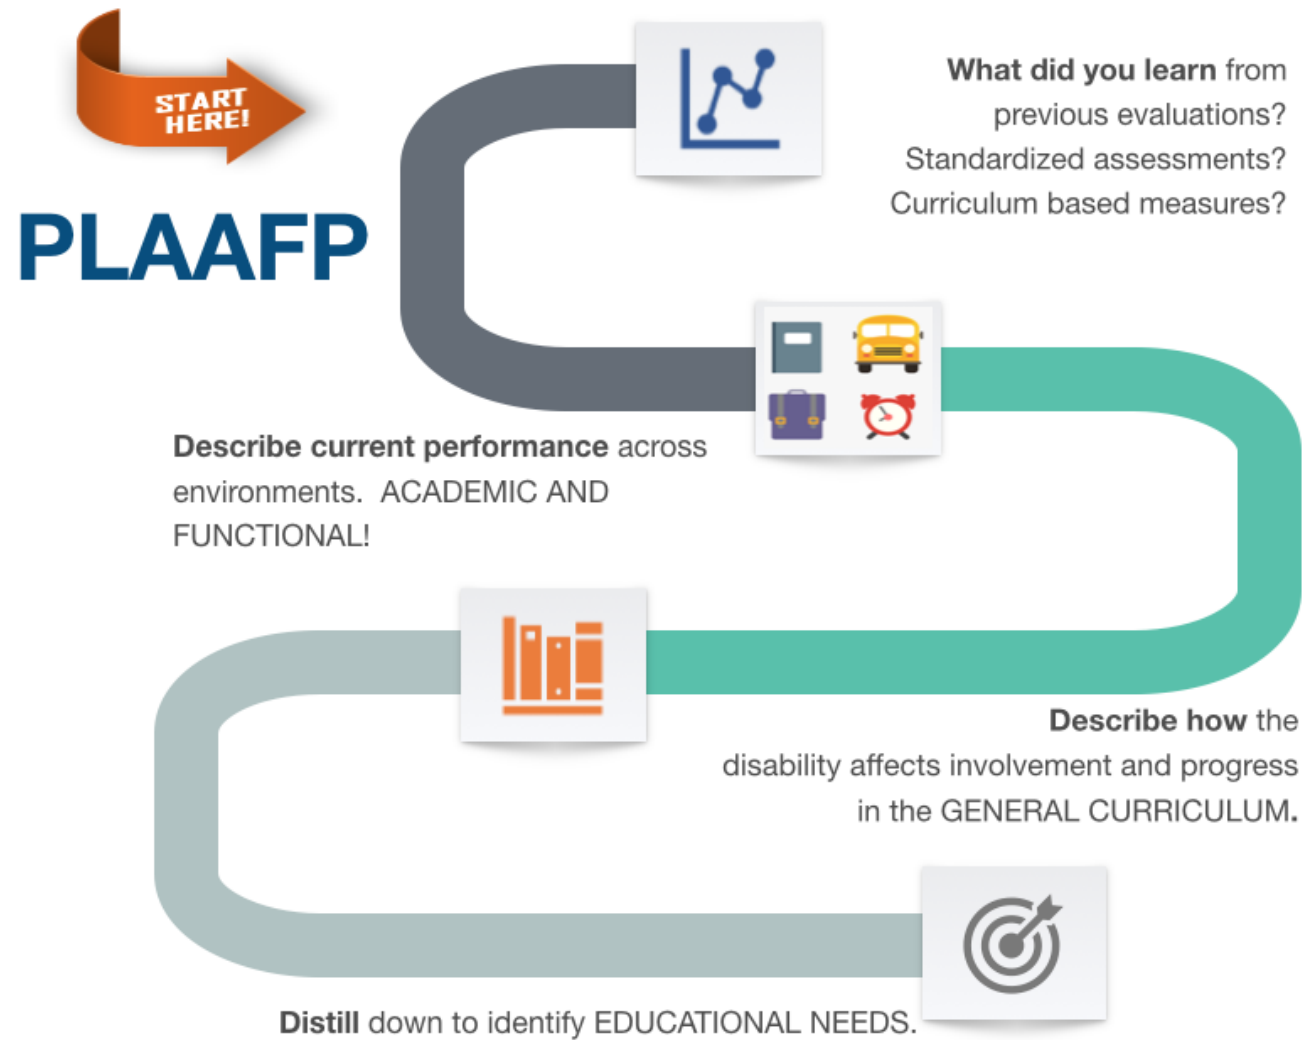 START
HERE!
PLAAFP
What did you learn from
previous evaluations?
Standardized assessments?
Curriculum based measures?
Describe current performance across
environments.  ACADEMIC AND
FUNCTIONAL!
Describe how the
disability affects involvement and progress
in the GENERAL CURRICULUM.
Distill down to identify EDUCATIONAL NEEDS.